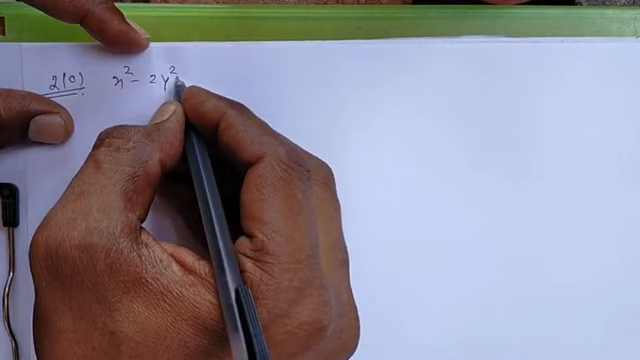 2(0) x² - 2y²